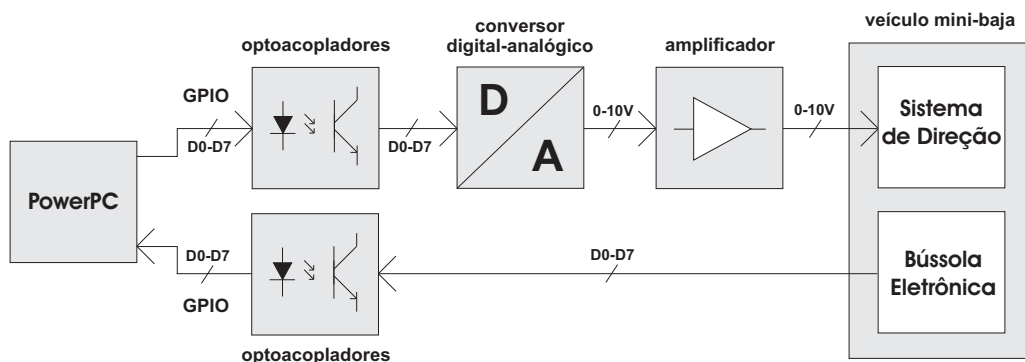 conversor
digital-analógico
optoacopladores
amplificador
veículo mini-baja
GPIO
D0-D7
D0-D7
D
A
0-10V
0-10V
Sistema
de Direção
PowerPC
D0-D7
GPIO
D0-D7
Bússola
Eletrônica
optoacopladores